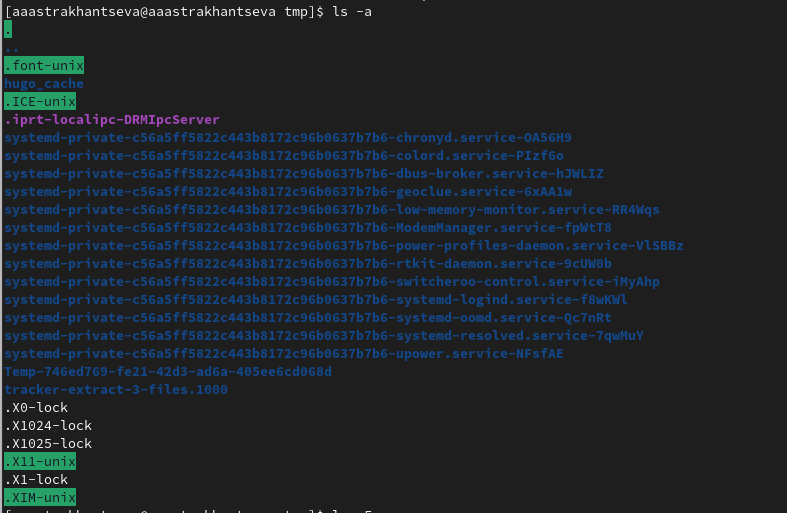 [aaastrakhantseva@aaastrakhantseva tmp]$ ls -a
.
..
.font-unix
hugo_cache
.ICE-unix
.iprt-localipc-DRMIpcServer
systemd-private-c56a5ff5822c443b8172c96b0637b7b6-chronyd.service-OA56H9
systemd-private-c56a5ff5822c443b8172c96b0637b7b6-colord.service-PIzf6o
systemd-private-c56a5ff5822c443b8172c96b0637b7b6-dbus-broker.service-hJWLIZ
systemd-private-c56a5ff5822c443b8172c96b0637b7b6-geoclue.service-6xAA1w
systemd-private-c56a5ff5822c443b8172c96b0637b7b6-low-memory-monitor.service-RR4Wqs
systemd-private-c56a5ff5822c443b8172c96b0637b7b6-ModemManager.service-fpWtT8
systemd-private-c56a5ff5822c443b8172c96b0637b7b6-power-profiles-daemon.service-VlSBBz
systemd-private-c56a5ff5822c443b8172c96b0637b7b6-rtkit-daemon.service-9cUW0b
systemd-private-c56a5ff5822c443b8172c96b0637b7b6-switcheroo-control.service-iMyAhp
systemd-private-c56a5ff5822c443b8172c96b0637b7b6-systemd-logind.service-f8wKWl
systemd-private-c56a5ff5822c443b8172c96b0637b7b6-systemd-oomd.service-Qc7nRt
systemd-private-c56a5ff5822c443b8172c96b0637b7b6-systemd-resolved.service-7qwMuY
systemd-private-c56a5ff5822c443b8172c96b0637b7b6-upower.service-NFsfAE
Temp-746ed769-fe21-42d3-ad6a-405ee6cd068d
tracker-extract-3-files.1000
.X0-lock
.X1024-lock
.X1025-lock
.X11-unix
.X1-lock
.XIM-unix